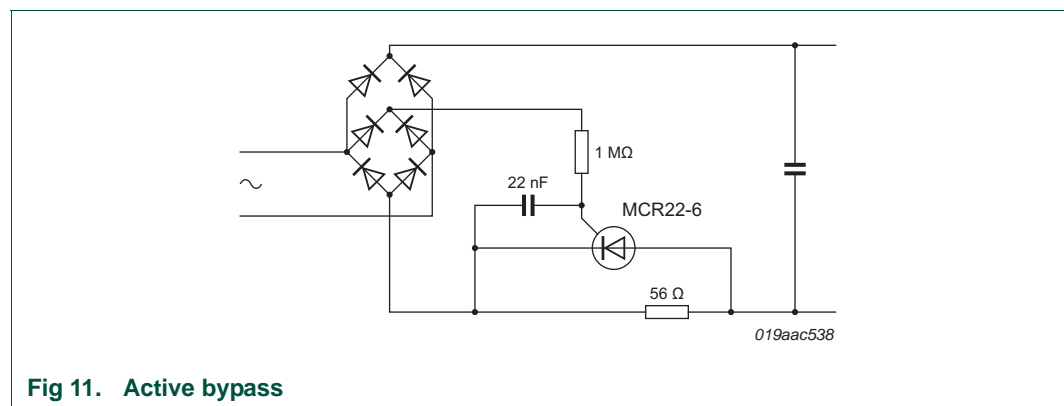 1 MΩ
22 nF
MCR22-6
56 Ω
019aac538
Fig 11. Active bypass